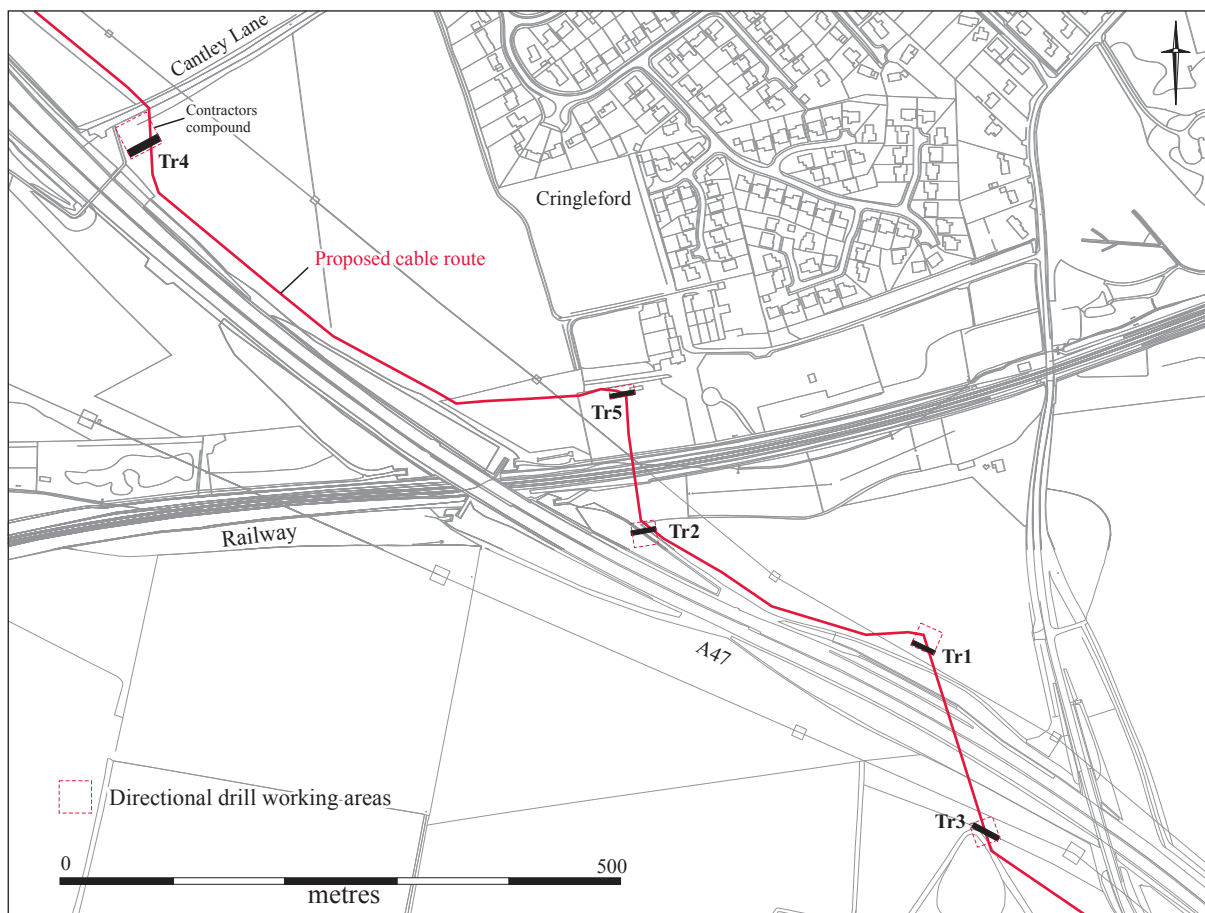 Cantley Lane
Contractors
compound
Tr4
Cringleford
Proposed cable route
Tr5
Tr2
Railway
Tr1
A47
Directional drill working areas
Tr3
0
500
metres